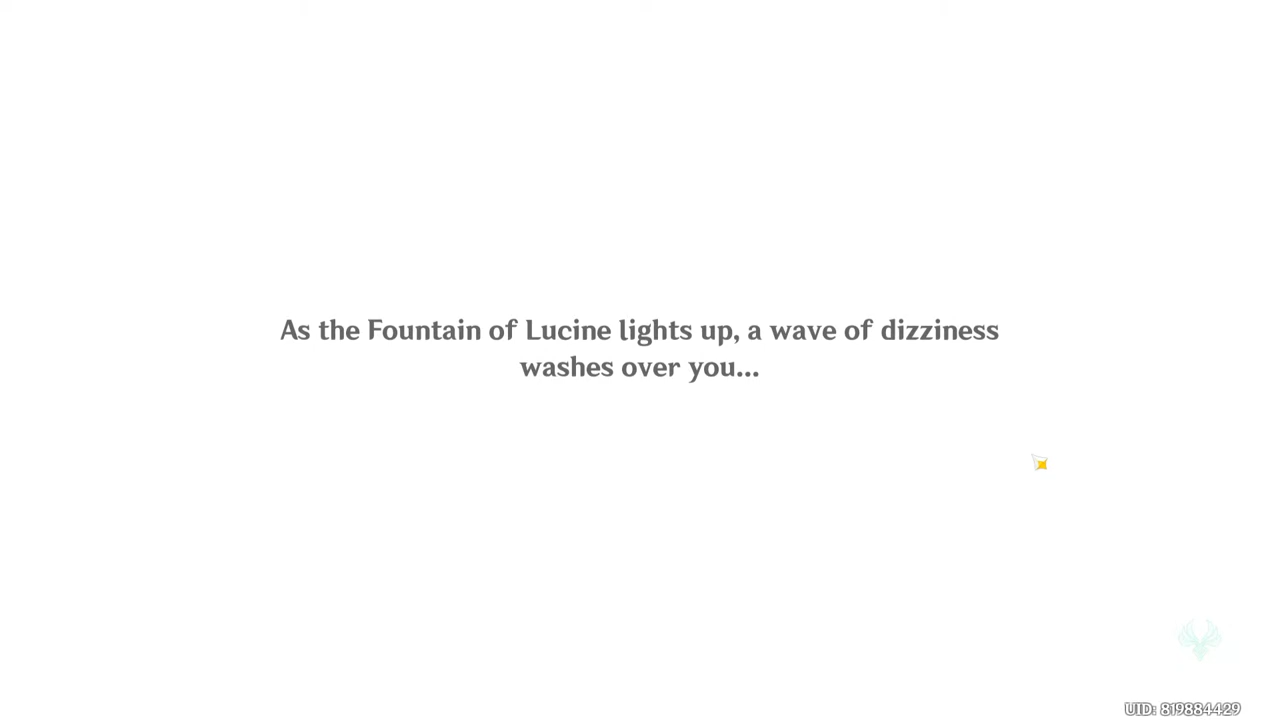 As the Fountain of Lucine lights up, a wave of dizziness
washes over you...
UID: 819884429